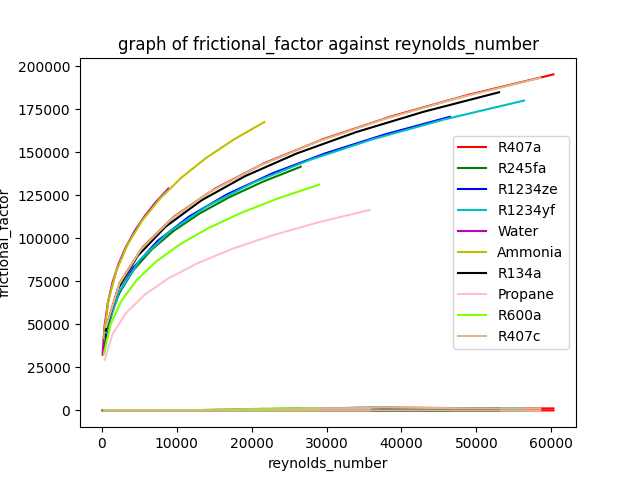 graph of frictional_factor against reynolds_number
200000
175000
150000
125000
100000
75000
50000
25000
0
frictional_factor
R407a
R245fa
R1234ze
R1234yf
Water
Ammonia
R134a
Propane
R600a
R407c
0 10000 20000 30000 40000 50000 60000
reynolds_number